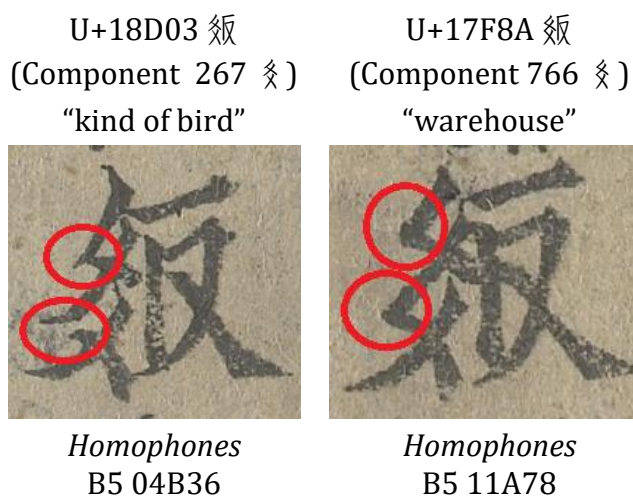 U+18D03 𘴃
(Component 267 𘤊)
“kind of bird”
𘴃
Homophones
B5 04B36
U+17F8A 𗾊
(Component 766 𘫽)
“warehouse”
𗾊
Homophones
B5 11A78